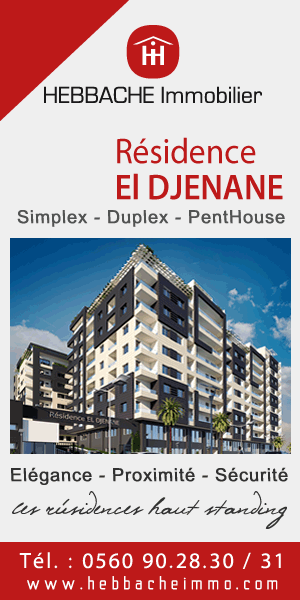 HEBBACHE Immobilier
Résidence
El DJENANE
Simplex - Duplex - PentHouse
Résidence EL DJENANE
Elégance - Proximité - Sécurité
Les résidences haut standing
Tél. : 0560 90.28.30 / 31
www.hebbacheimmo.com